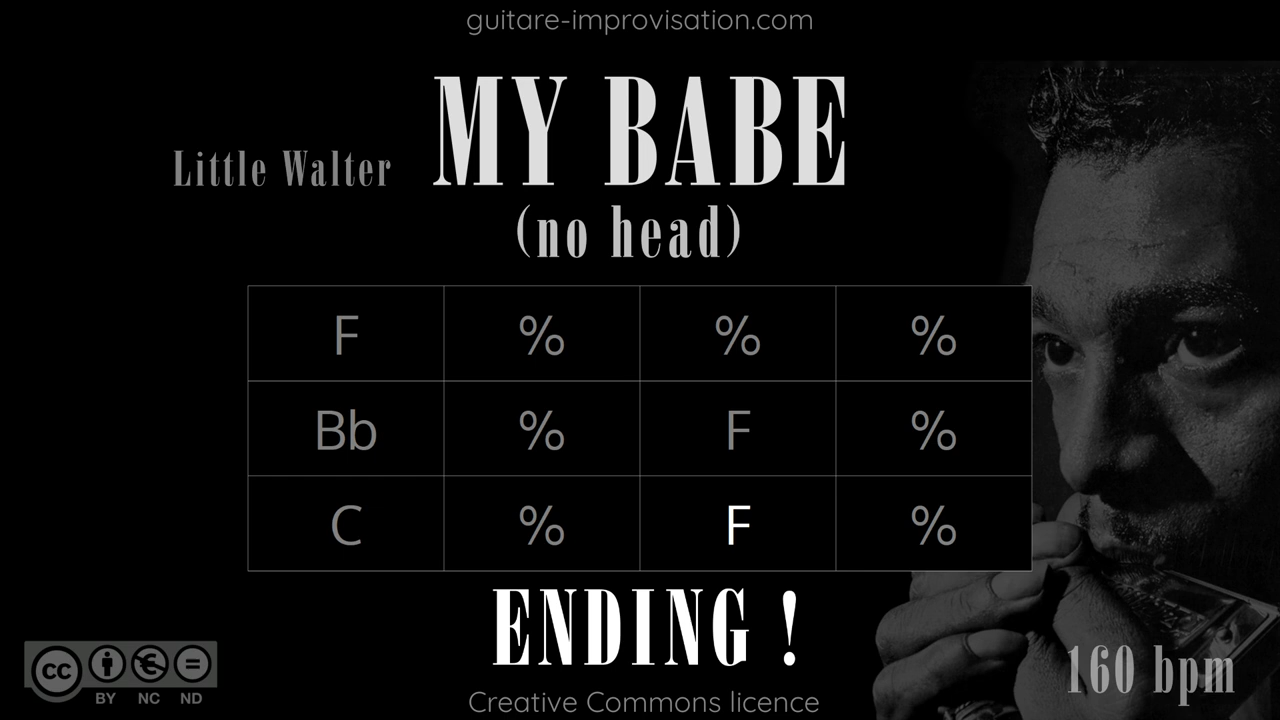 guitare-improvisation.com
MY BABE
Little Walter
(no head)
F % % %
Bb % F %
C % F %
ENDING !
160 bpm
cc
BY NC ND
Creative Commons licence